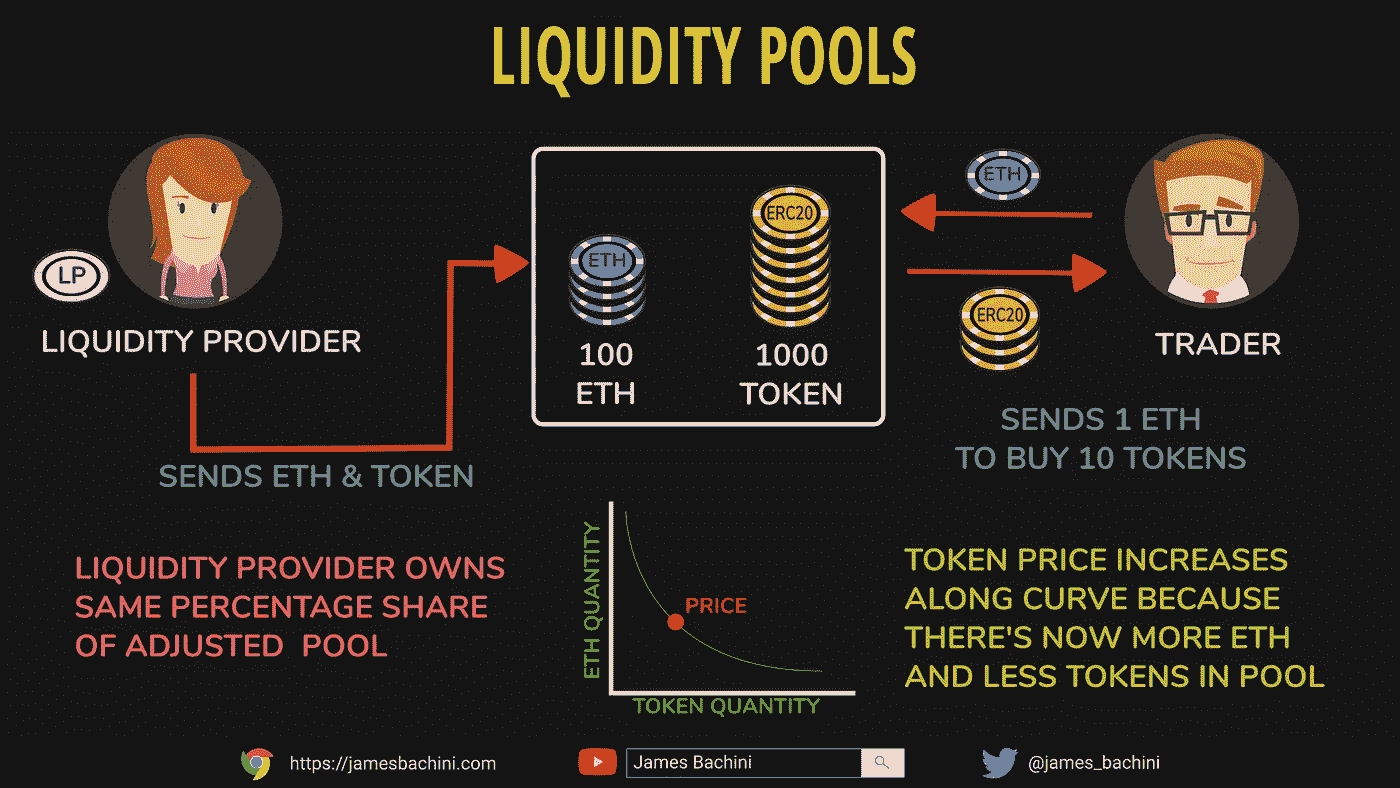 LIQUIDITY POOLS
LP
LIQUIDITY PROVIDER
SENDS ETH & TOKEN
ETH
ERC20
100
ETH
1000
TOKEN
ETH
ERC20
TRADER
SENDS 1 ETH
TO BUY 10 TOKENS
LIQUIDITY PROVIDER OWNS
SAME PERCENTAGE SHARE
OF ADJUSTED POOL
ETH QUANTITY
PRICE
TOKEN QUANTITY
TOKEN PRICE INCREASES
ALONG CURVE BECAUSE
THERE'S NOW MORE ETH
AND LESS TOKENS IN POOL
https://jamesbachini.com
James Bachini
@james_bachini